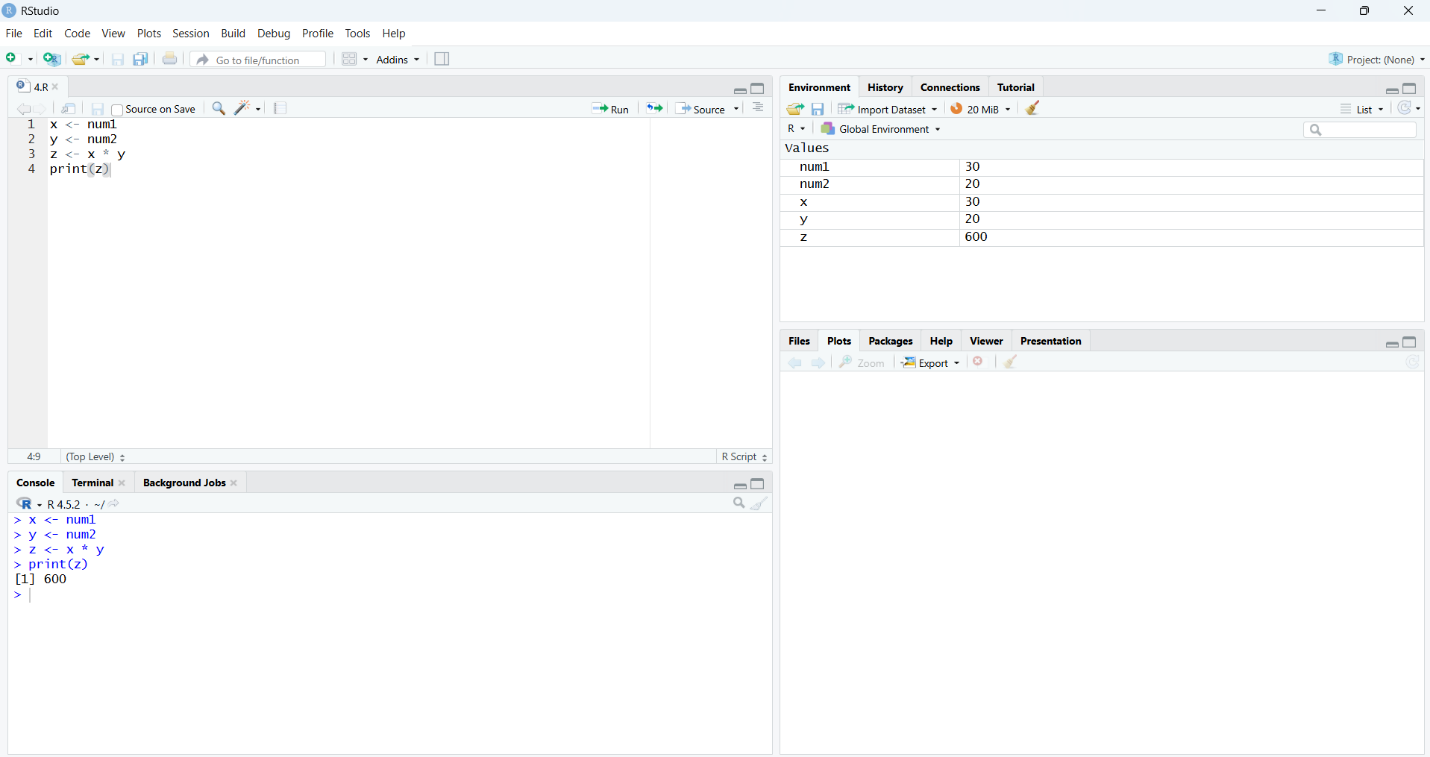 RStudio
File Edit Code View Plots Session Build Debug Profile Tools Help
Go to file/function Addins Project: (None)
4.R
Source on Save Run Source
1 x <- num1
2 y <- num2
3 z <- x * y
4 print(z)
4:9 (Top Level) R Script
Console Terminal Background Jobs
R 4.5.2 · ~/
> x <- num1
> y <- num2
> z <- x * y
> print(z)
[1] 600
>
Environment History Connections Tutorial
Import Dataset 20 MiB List
R Global Environment
Values
num1 30
num2 20
x 30
y 20
z 600
Files Plots Packages Help Viewer Presentation
Zoom Export